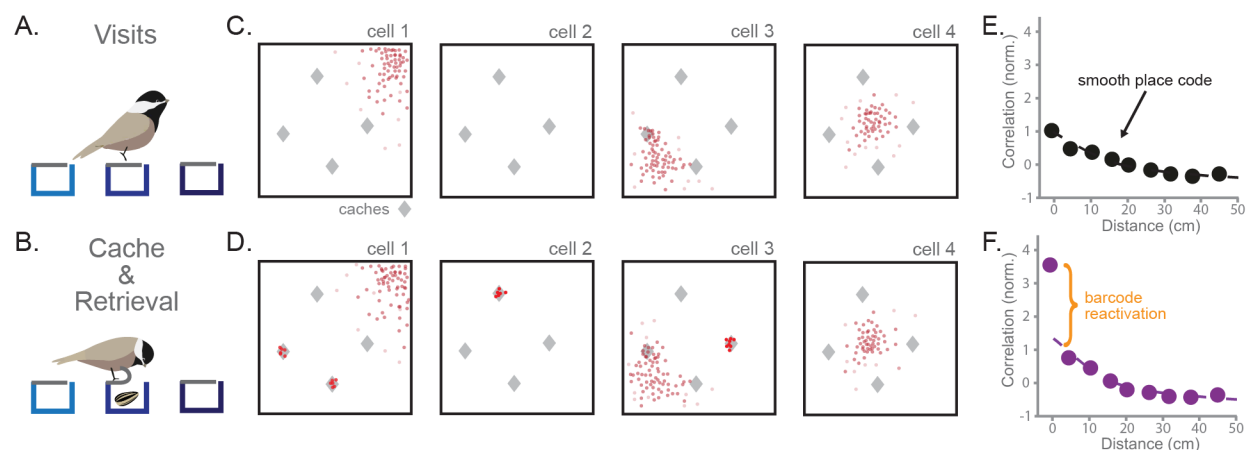 A.
Visits
B.
Cache
&
Retrieval
C.
cell 1
cell 2
cell 3
cell 4
caches
D.
cell 1
cell 2
cell 3
cell 4
E.
Correlation (norm.)
4
3
2
1
0
-1
smooth place code
0
10
20
30
40
50
Distance (cm)
F.
Correlation (norm.)
4
3
2
1
0
-1
barcode
reactivation
0
10
20
30
40
50
Distance (cm)